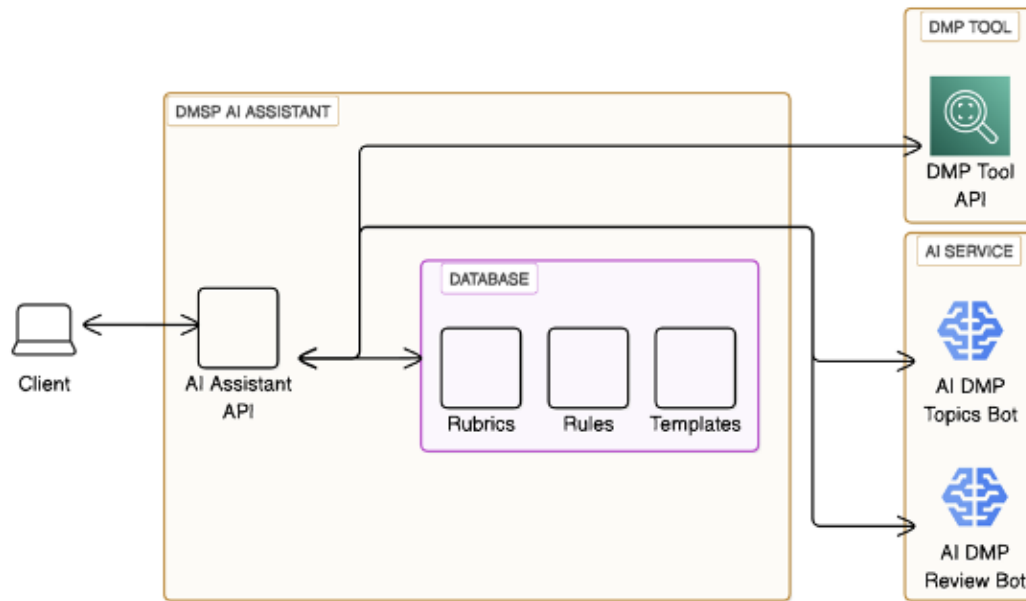 DMP TOOL
DMP Tool
API
DMSP AI ASSISTANT
AI SERVICE
DATABASE
Client
AI Assistant
API
Rubrics
Rules
Templates
AI DMP
Topics Bot
AI DMP
Review Bot